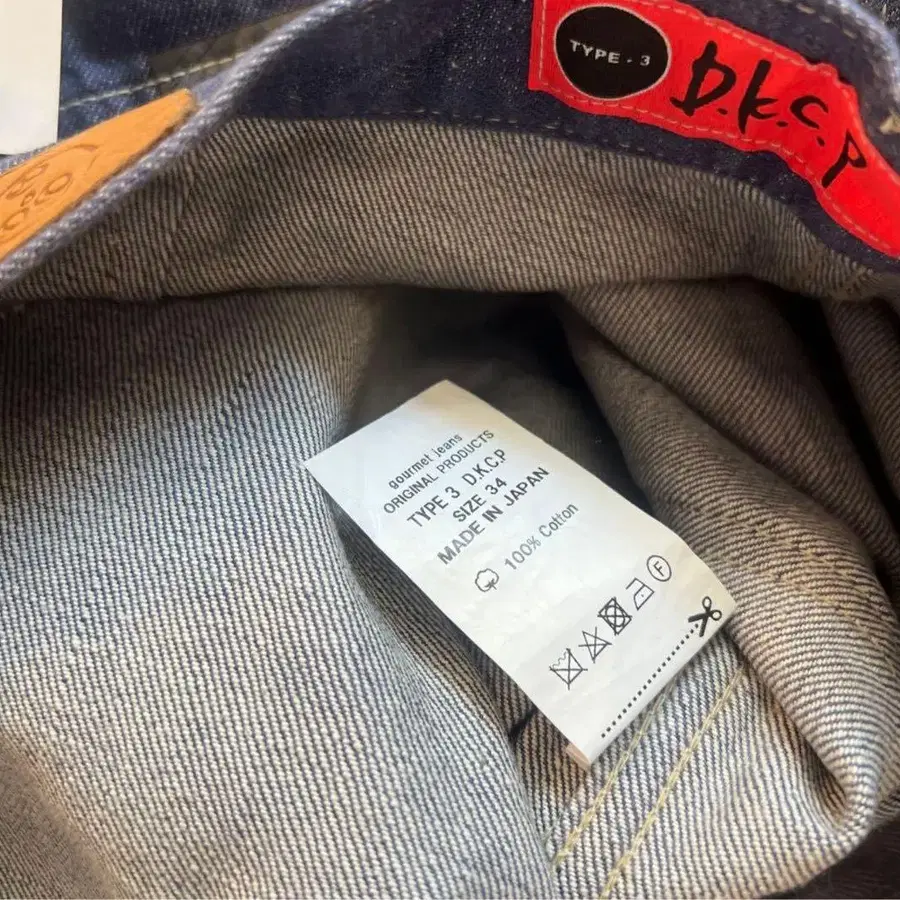 TYPE - 3
D.K.C.P
gourmet jeans
ORIGINAL PRODUCTS
TYPE 3 D.K.C.P
SIZE 34
MADE IN JAPAN
100% Cotton
F